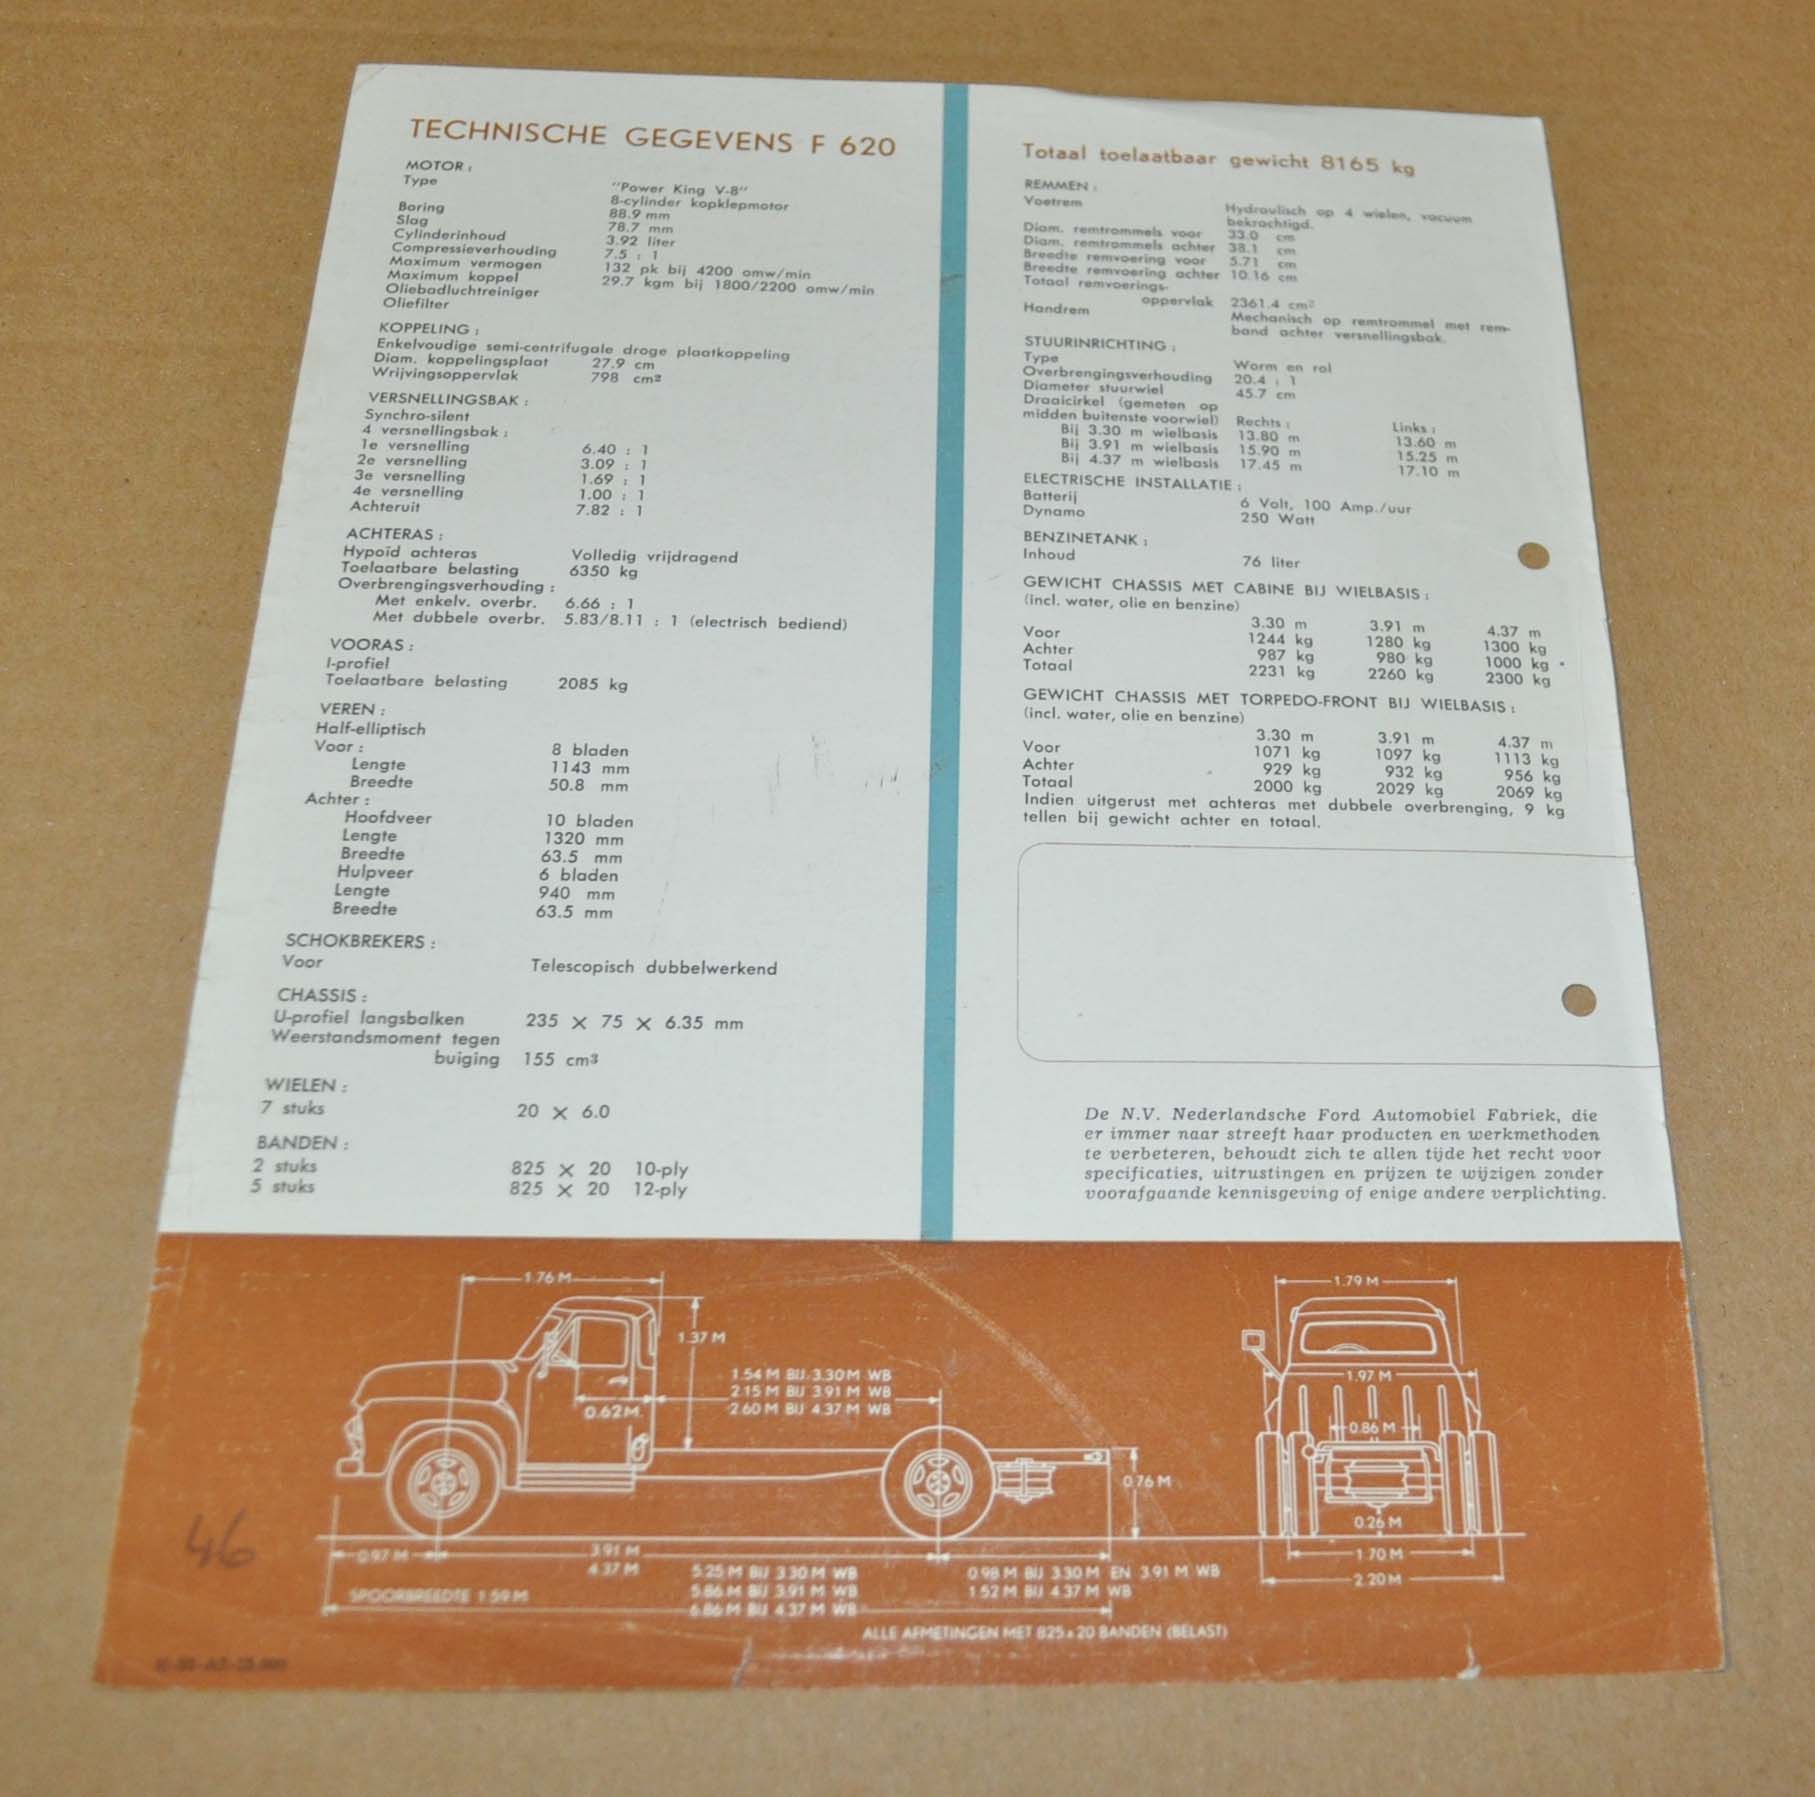 TECHNISCHE GEGEVENS F 620
MOTOR :
Type "Power King V-8"
8-cylinder kopklepmotor
Boring 88.9 mm
Slag 78.7 mm
Cylinderinhoud 3.92 liter
Compressieverhouding 7.5 : 1
Maximum vermogen 132 pk bij 4200 omw/min
Maximum koppel 29.7 kgm bij 1800/2200 omw/min
Oliebadluchtreiniger
Oliefilter
KOPPELING :
Enkelvoudige semi-centrifugale droge plaatkoppeling
Diam. koppelingsplaat 27.9 cm
Wrijvingsoppervlak 798 cm²
VERSNELLINGSBAK :
Synchro-silent
4 versnellingsbak :
1e versnelling 6.40 : 1
2e versnelling 3.09 : 1
3e versnelling 1.69 : 1
4e versnelling 1.00 : 1
Achteruit 7.82 : 1
ACHTERAS :
Hypoïd achteras Volledig vrijdragend
Toelaatbare belasting 6350 kg
Overbrengingsverhouding :
Met enkelv. overbr. 6.66 : 1
Met dubbele overbr. 5.83/8.11 : 1 (electrisch bediend)
VOORAS :
I-profiel
Toelaatbare belasting 2085 kg
VEREN :
Half-elliptisch
Voor : 8 bladen
Lengte 1143 mm
Breedte 50.8 mm
Achter :
Hoofdveer 10 bladen
Lengte 1320 mm
Breedte 63.5 mm
Hulpveer 6 bladen
Lengte 940 mm
Breedte 63.5 mm
SCHOKBREKERS :
Voor Telescopisch dubbelwerkend
CHASSIS :
U-profiel langsbalken 235 × 75 × 6.35 mm
Weerstandsmoment tegen
buiging 155 cm³
WIELEN :
7 stuks 20 × 6.0
BANDEN :
2 stuks 825 × 20 10-ply
5 stuks 825 × 20 12-ply
Totaal toelaatbaar gewicht 8165 kg
REMMEN :
Voetrem Hydraulisch op 4 wielen, vacuum
bekrachtigd.
Diam. remtrommels voor 33.0 cm
Diam. remtrommels achter 38.1 cm
Breedte remvoering voor 5.71 cm
Breedte remvoering achter 10.16 cm
Totaal remvoerings-
oppervlak 2361.4 cm²
Handrem Mechanisch op remtrommel met rem-
band achter versnellingsbak.
STUURINRICHTING :
Type Worm en rol
Overbrengingsverhouding 20.4 : 1
Diameter stuurwiel 45.7 cm
Draaicirkel (gemeten op
midden buitenste voorwiel) Rechts : Links :
Bij 3.30 m wielbasis 13.80 m 13.60 m
Bij 3.91 m wielbasis 15.90 m 15.25 m
Bij 4.37 m wielbasis 17.45 m 17.10 m
ELECTRISCHE INSTALLATIE :
Batterij 6 Volt, 100 Amp./uur
Dynamo 250 Watt
BENZINETANK :
Inhoud 76 liter
GEWICHT CHASSIS MET CABINE BIJ WIELBASIS :
(incl. water, olie en benzine)
3.30 m 3.91 m 4.37 m
Voor 1244 kg 1280 kg 1300 kg
Achter 987 kg 980 kg 1000 kg
Totaal 2231 kg 2260 kg 2300 kg
GEWICHT CHASSIS MET TORPEDO-FRONT BIJ WIELBASIS :
(incl. water, olie en benzine)
3.30 m 3.91 m 4.37 m
Voor 1071 kg 1097 kg 1113 kg
Achter 929 kg 932 kg 956 kg
Totaal 2000 kg 2029 kg 2069 kg
Indien uitgerust met achteras met dubbele overbrenging, 9 kg
tellen bij gewicht achter en totaal.
De N.V. Nederlandsche Ford Automobiel Fabriek, die
er immer naar streeft haar producten en werkmethoden
te verbeteren, behoudt zich te allen tijde het recht voor
specificaties, uitrustingen en prijzen te wijzigen zonder
voorafgaande kennisgeving of enige andere verplichting.
1.76 M
1.37 M
1.54 M BIJ 3.30 M WB
2.15 M BIJ 3.91 M WB
2.60 M BIJ 4.37 M WB
0.62 M
0.76 M
1.79 M
1.97 M
0.86 M
0.26 M
1.70 M
2.20 M
0.97 M
3.91 M
4.37 M
5.25 M BIJ 3.30 M WB
5.86 M BIJ 3.91 M WB
6.86 M BIJ 4.37 M WB
0.98 M BIJ 3.30 M EN 3.91 M WB
1.52 M BIJ 4.37 M WB
SPOORBREEDTE 1.59 M
ALLE AFMETINGEN MET 825 x 20 BANDEN (BELAST)
46